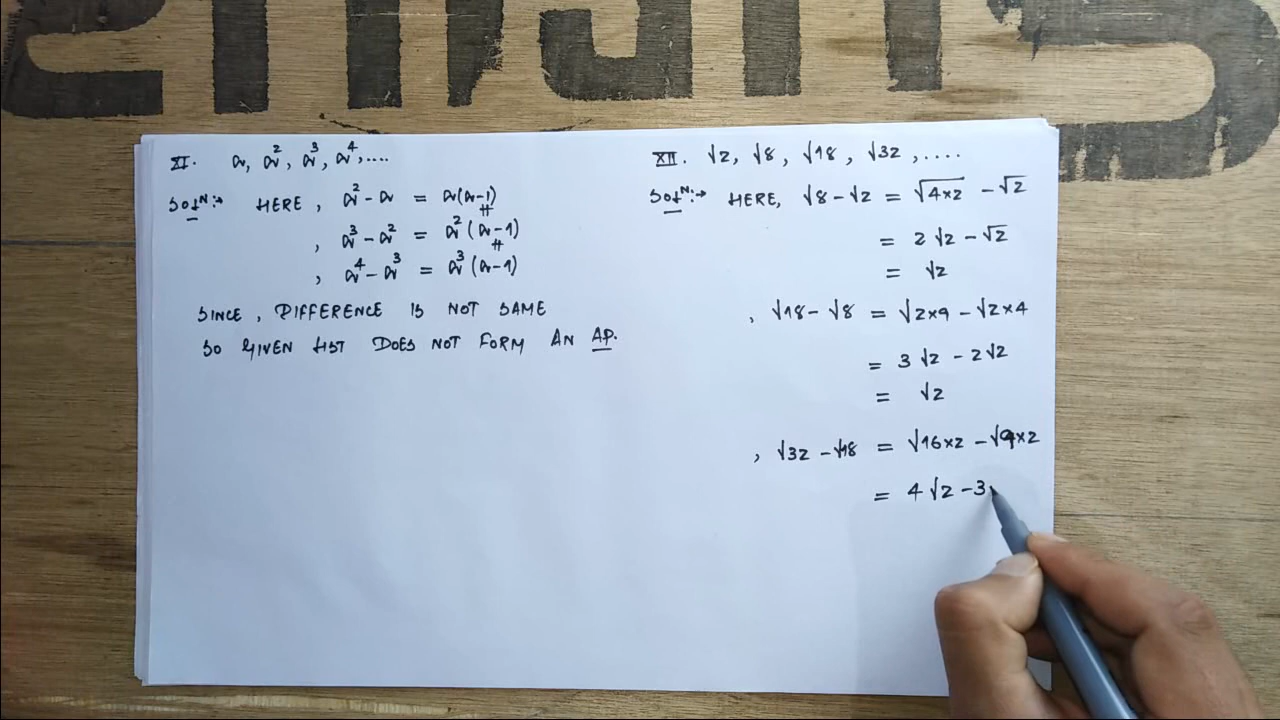 XI. a, a², a³, a⁴, ....
Solᴺ:→ HERE, a² - a = a(a-1)
≠
, a³ - a² = a²(a-1)
≠
, a⁴ - a³ = a³(a-1)
SINCE, DIFFERENCE IS NOT SAME
SO GIVEN LIST DOES NOT FORM AN AP.
XII. √2, √8, √18, √32, ....
Solᴺ:→ HERE, √8 - √2 = √4×2 - √2
= 2√2 - √2
= √2
, √18 - √8 = √2×9 - √2×4
= 3√2 - 2√2
= √2
, √32 - √18 = √16×2 - √9×2
= 4√2 - 3